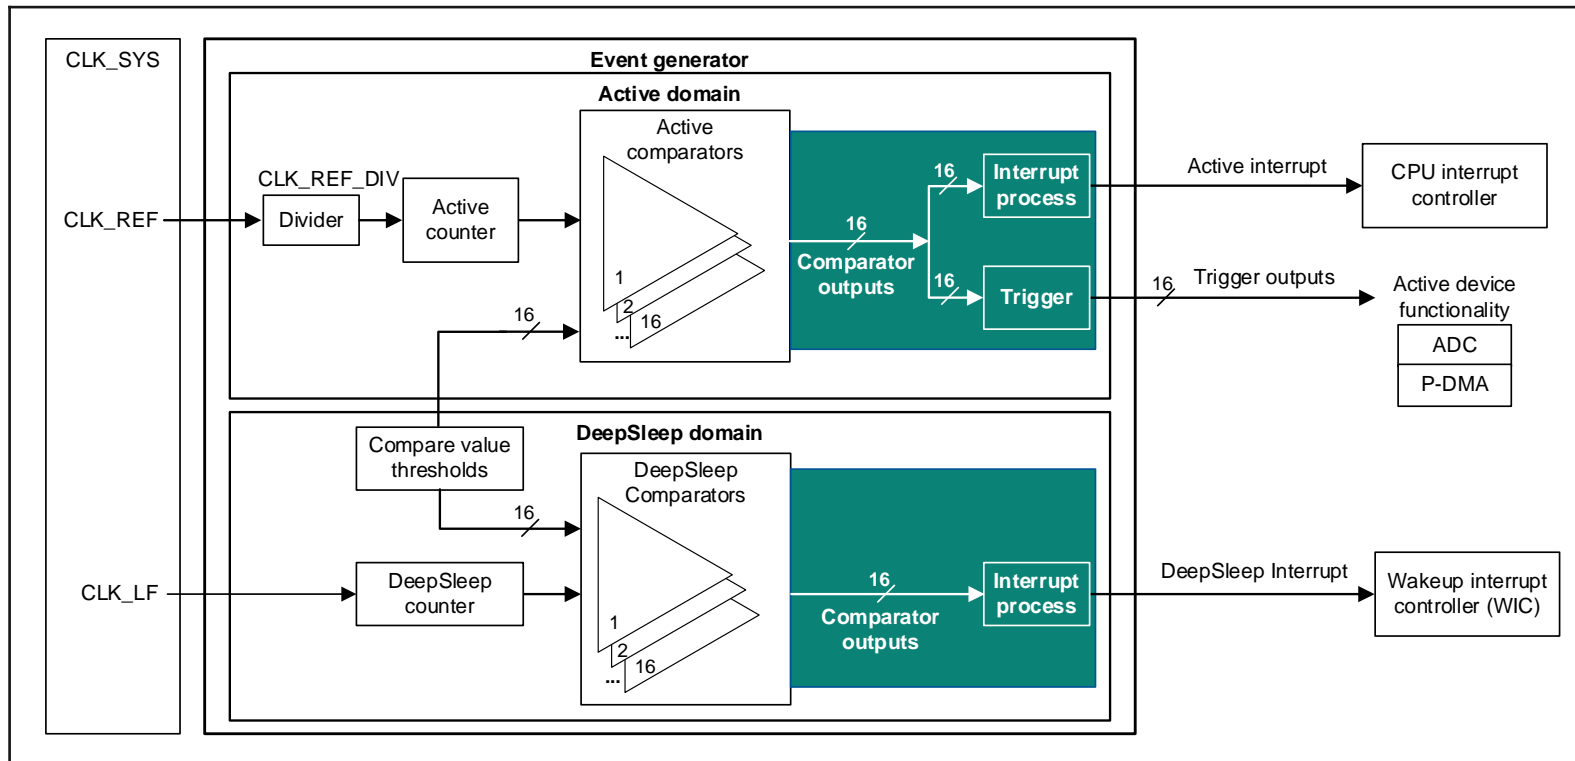 CLK_SYS
Event generator
Active domain
Active
comparators
CLK_REF_DIV
CLK_REF
Divider
Active
counter
1
2
16
...
16
16
Comparator
outputs
16
Interrupt
process
16
Trigger
Active interrupt
CPU interrupt
controller
16
Trigger outputs
Active device
functionality
ADC
P-DMA
DeepSleep domain
Compare value
thresholds
DeepSleep
Comparators
16
1
2
16
...
CLK_LF
DeepSleep
counter
16
Comparator
outputs
Interrupt
process
DeepSleep Interrupt
Wakeup interrupt
controller (WIC)